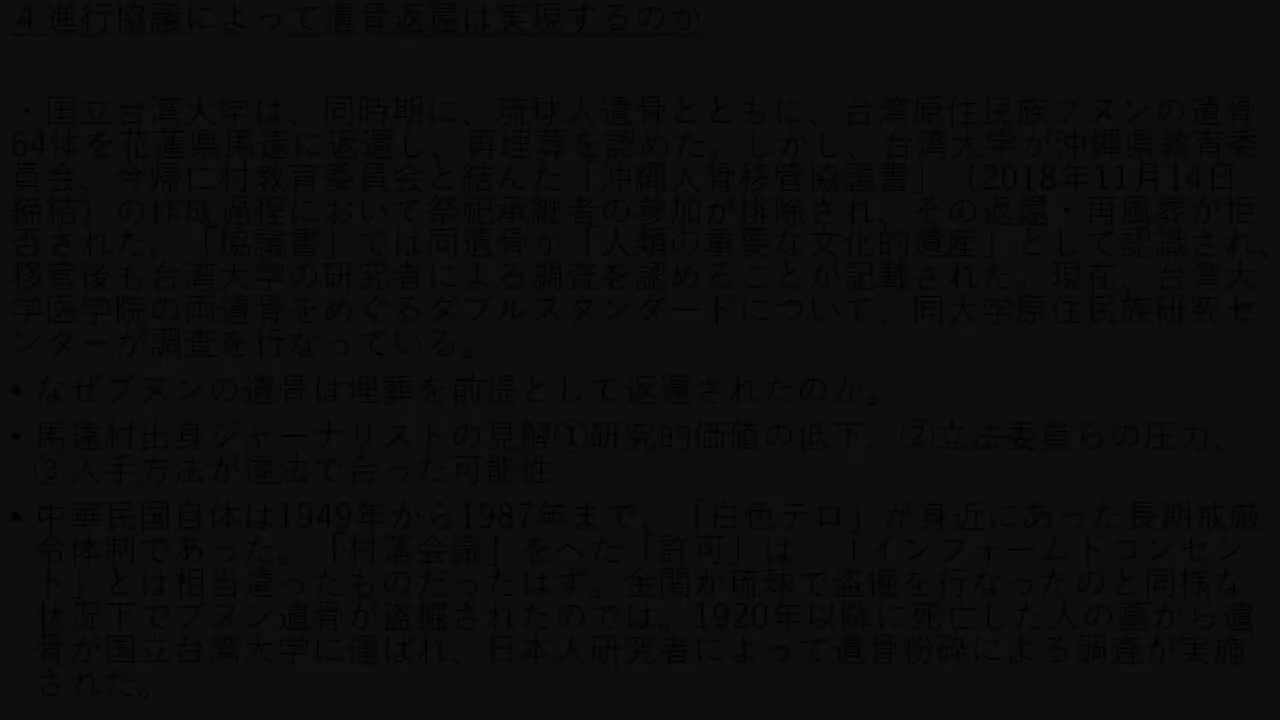 4 進行協議によって遺骨返還は実現するのか
・国立台湾大学は、同時期に、琉球人遺骨とともに、台湾原住民族ブヌンの遺骨
64体を花蓮県馬遠に返還し、再埋葬を認めた。しかし、台湾大学が沖縄県教育委
員会、今帰仁村教育委員会と結んだ「沖縄人骨移管協議書」（2018年11月14日
締結）の作成過程において祭祀承継者の参加が排除され、その返還・再風葬が拒
否された。「協議書」では同遺骨が「人類の重要な文化的遺産」として認識され、
移管後も台湾大学の研究者による調査を認めることが記載された。現在、台湾大
学医学院の両遺骨をめぐるダブルスタンダードについて、同大学原住民族研究セ
ンターが調査を行なっている。
• なぜブヌンの遺骨は埋葬を前提として返還されたのか。
• 馬遠村出身ジャーナリストの見解①研究的価値の低下、②立法委員らの圧力、
③入手方法が違法で合った可能性
• 中華民国自体は1949年から1987年まで、「白色テロ」が身近にあった長期戒厳
令体制であった。「村落会議」をへた「許可」は、「インフォームドコンセン
ト」とは相当違ったものだったはず。金関が琉球で盗掘を行なったのと同様な
状況下でブヌン遺骨が盗掘されたのでは。1920年以降に死亡した人の墓から遺
骨が国立台湾大学に運ばれ、日本人研究者によって遺骨粉砕による調査が実施
された。